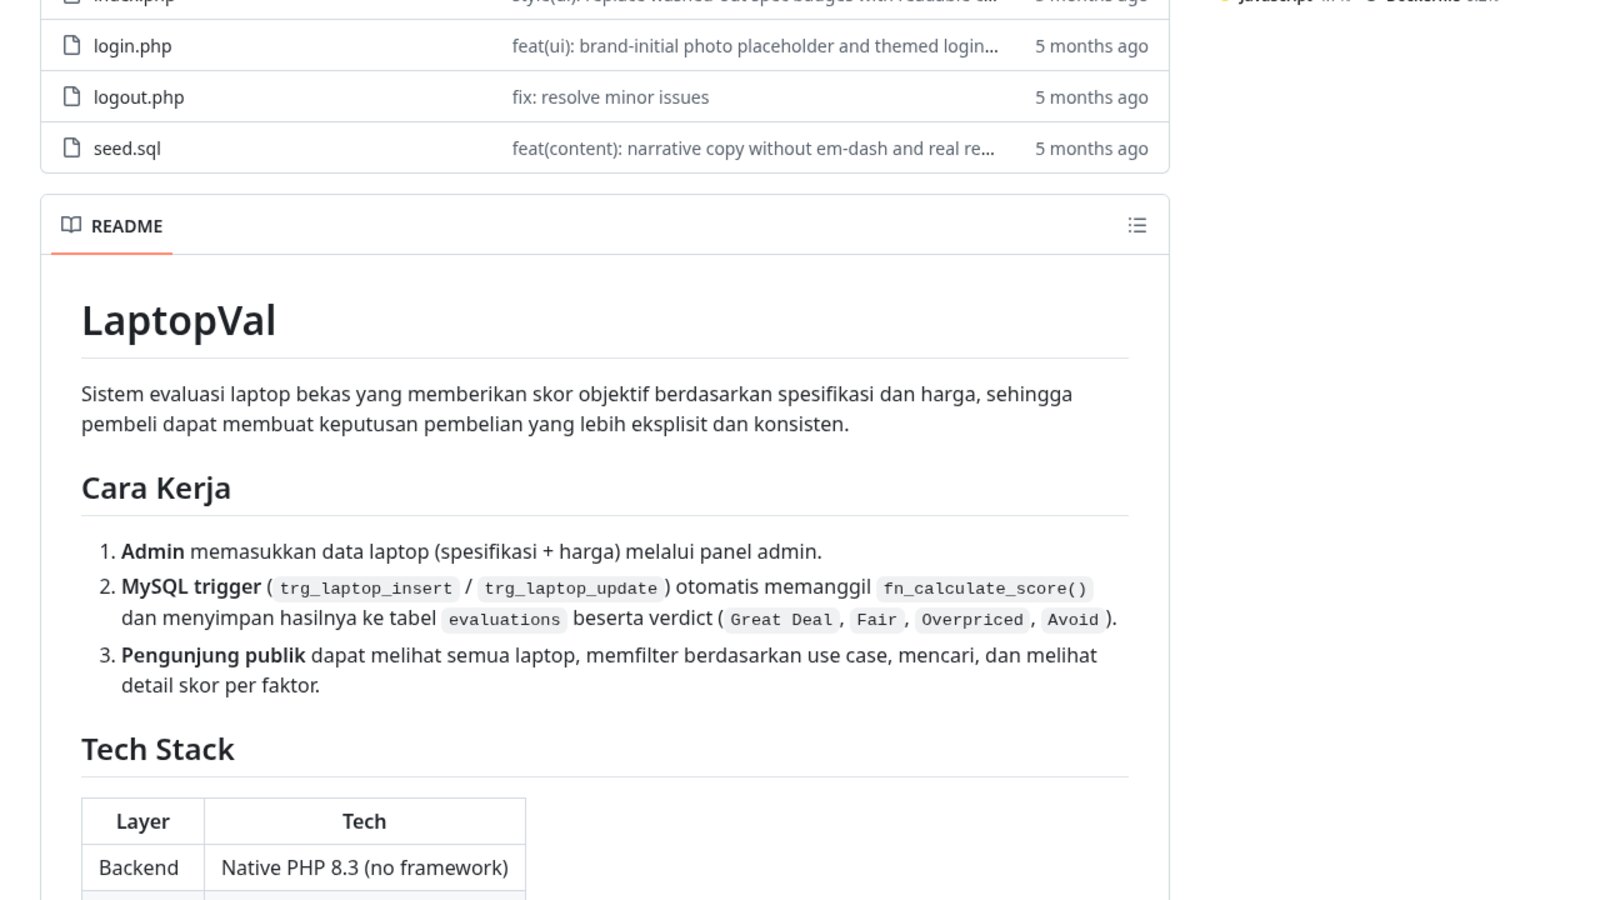 login.php feat(ui): brand-initial photo placeholder and themed login... 5 months ago
logout.php fix: resolve minor issues 5 months ago
seed.sql feat(content): narrative copy without em-dash and real re... 5 months ago
README
LaptopVal
Sistem evaluasi laptop bekas yang memberikan skor objektif berdasarkan spesifikasi dan harga, sehingga
pembeli dapat membuat keputusan pembelian yang lebih eksplisit dan konsisten.
Cara Kerja
1. Admin memasukkan data laptop (spesifikasi + harga) melalui panel admin.
2. MySQL trigger ( trg_laptop_insert / trg_laptop_update ) otomatis memanggil fn_calculate_score()
dan menyimpan hasilnya ke tabel evaluations beserta verdict ( Great Deal , Fair , Overpriced , Avoid ).
3. Pengunjung publik dapat melihat semua laptop, memfilter berdasarkan use case, mencari, dan melihat
detail skor per faktor.
Tech Stack
Layer Tech
Backend Native PHP 8.3 (no framework)